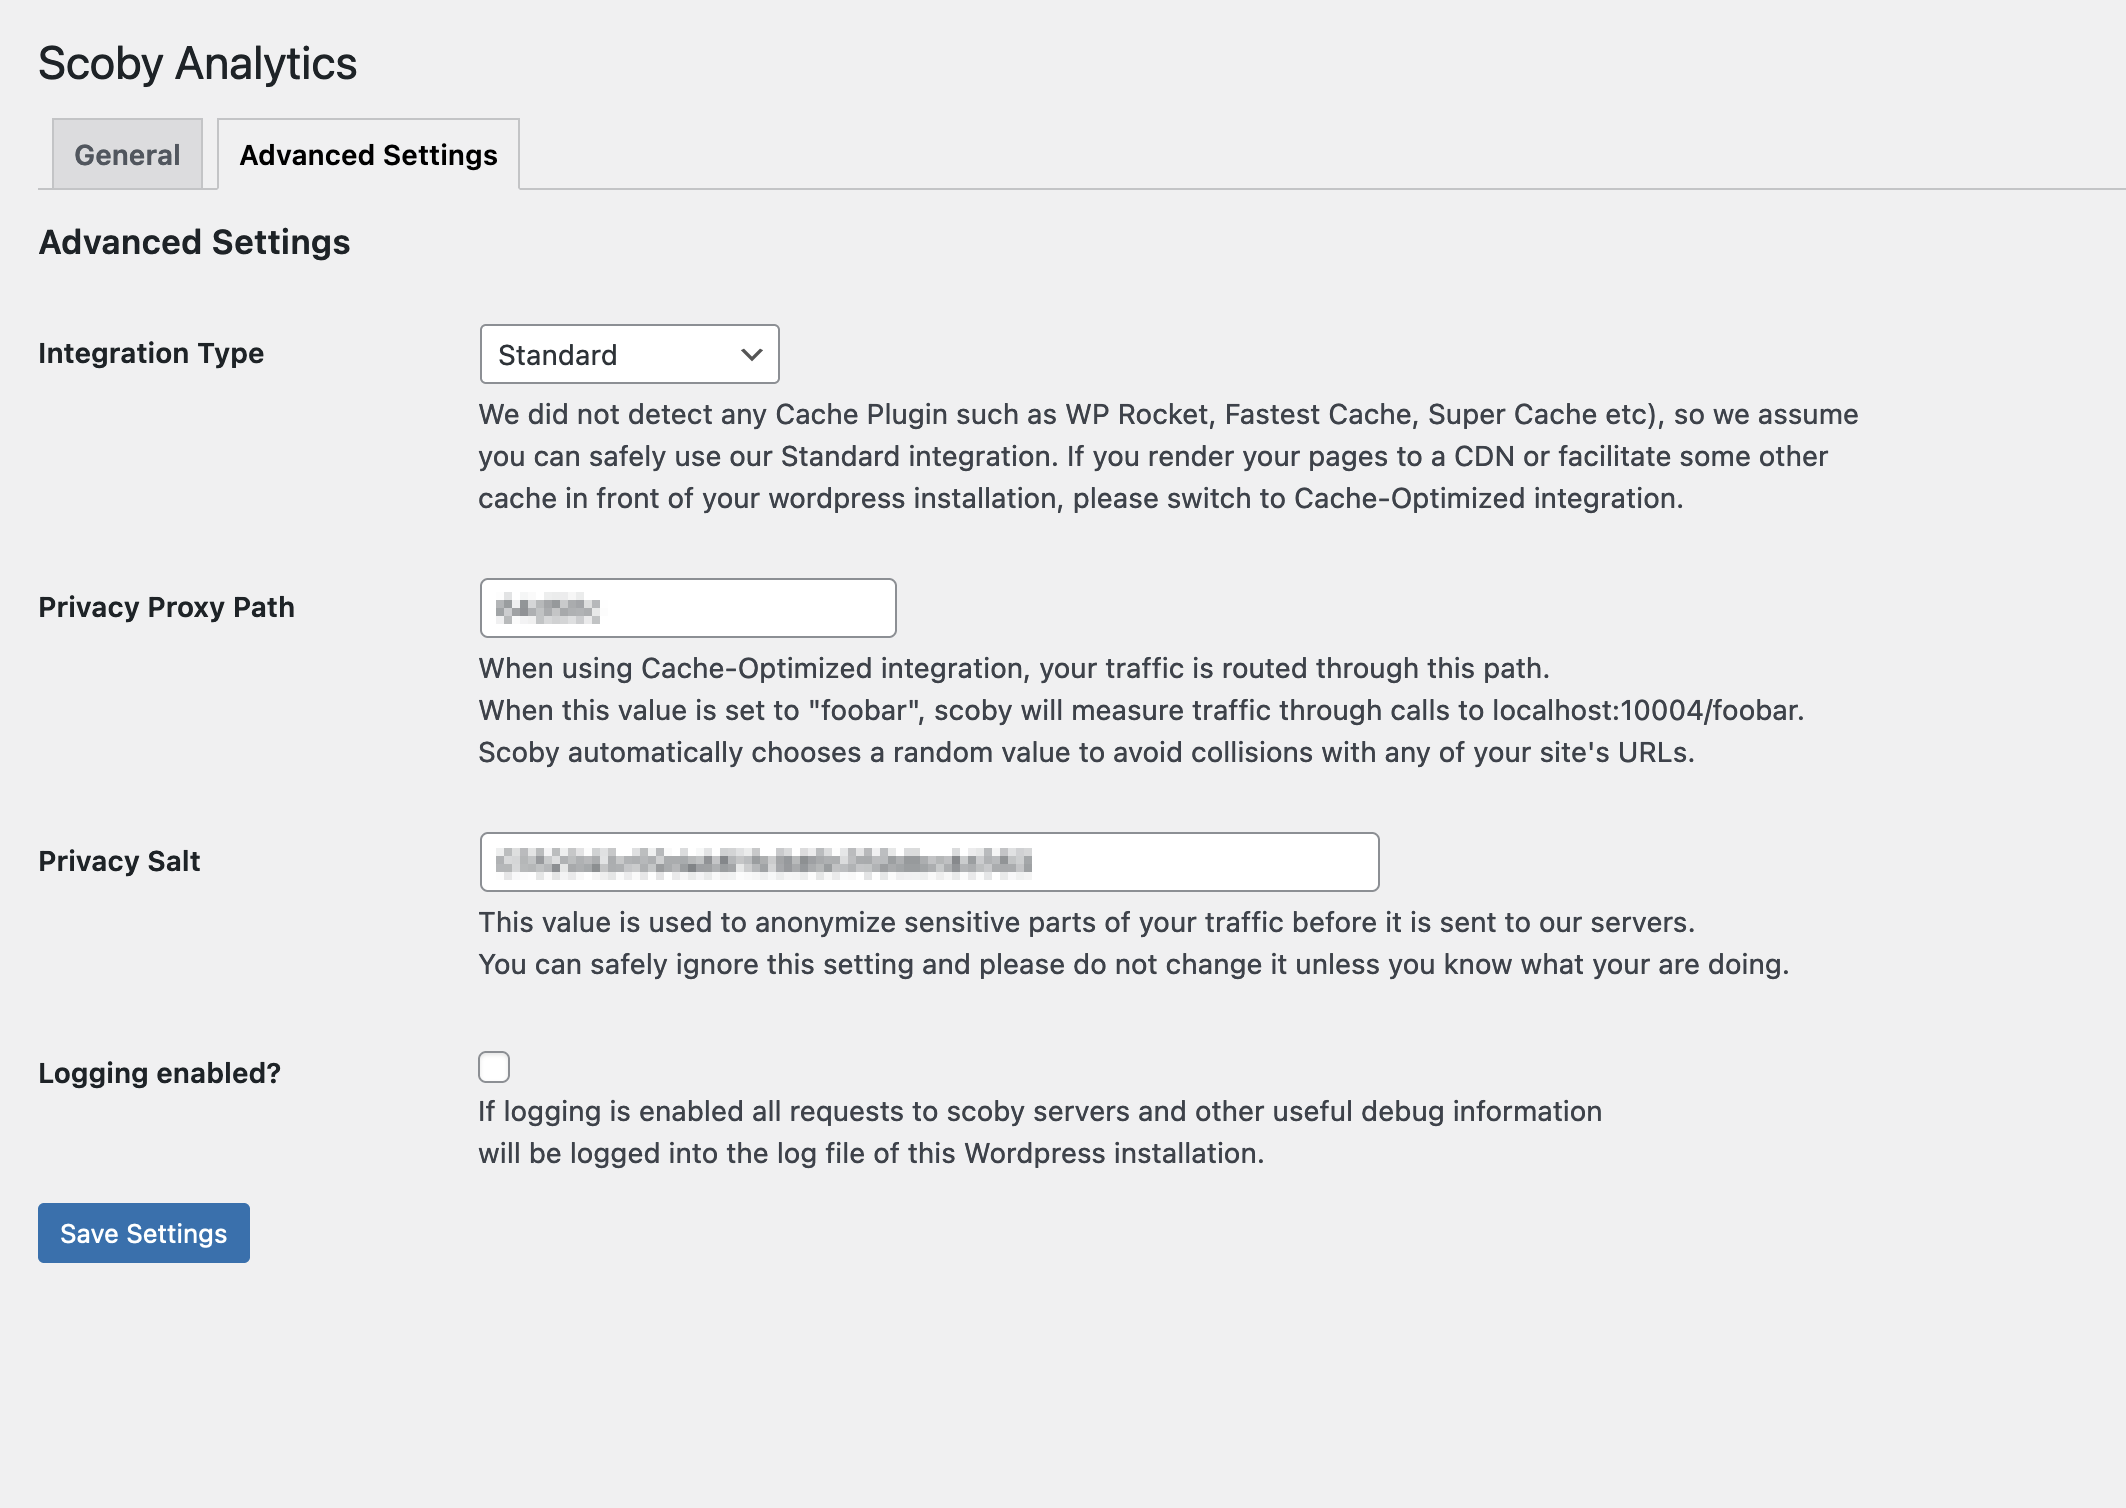 Scoby Analytics
General
Advanced Settings
Advanced Settings
Integration Type
Standard
We did not detect any Cache Plugin such as WP Rocket, Fastest Cache, Super Cache etc), so we assume
you can safely use our Standard integration. If you render your pages to a CDN or facilitate some other
cache in front of your wordpress installation, please switch to Cache-Optimized integration.
Privacy Proxy Path
When using Cache-Optimized integration, your traffic is routed through this path.
When this value is set to "foobar", scoby will measure traffic through calls to localhost:10004/foobar.
Scoby automatically chooses a random value to avoid collisions with any of your site's URLs.
Privacy Salt
This value is used to anonymize sensitive parts of your traffic before it is sent to our servers.
You can safely ignore this setting and please do not change it unless you know what your are doing.
Logging enabled?
If logging is enabled all requests to scoby servers and other useful debug information
will be logged into the log file of this Wordpress installation.
Save Settings